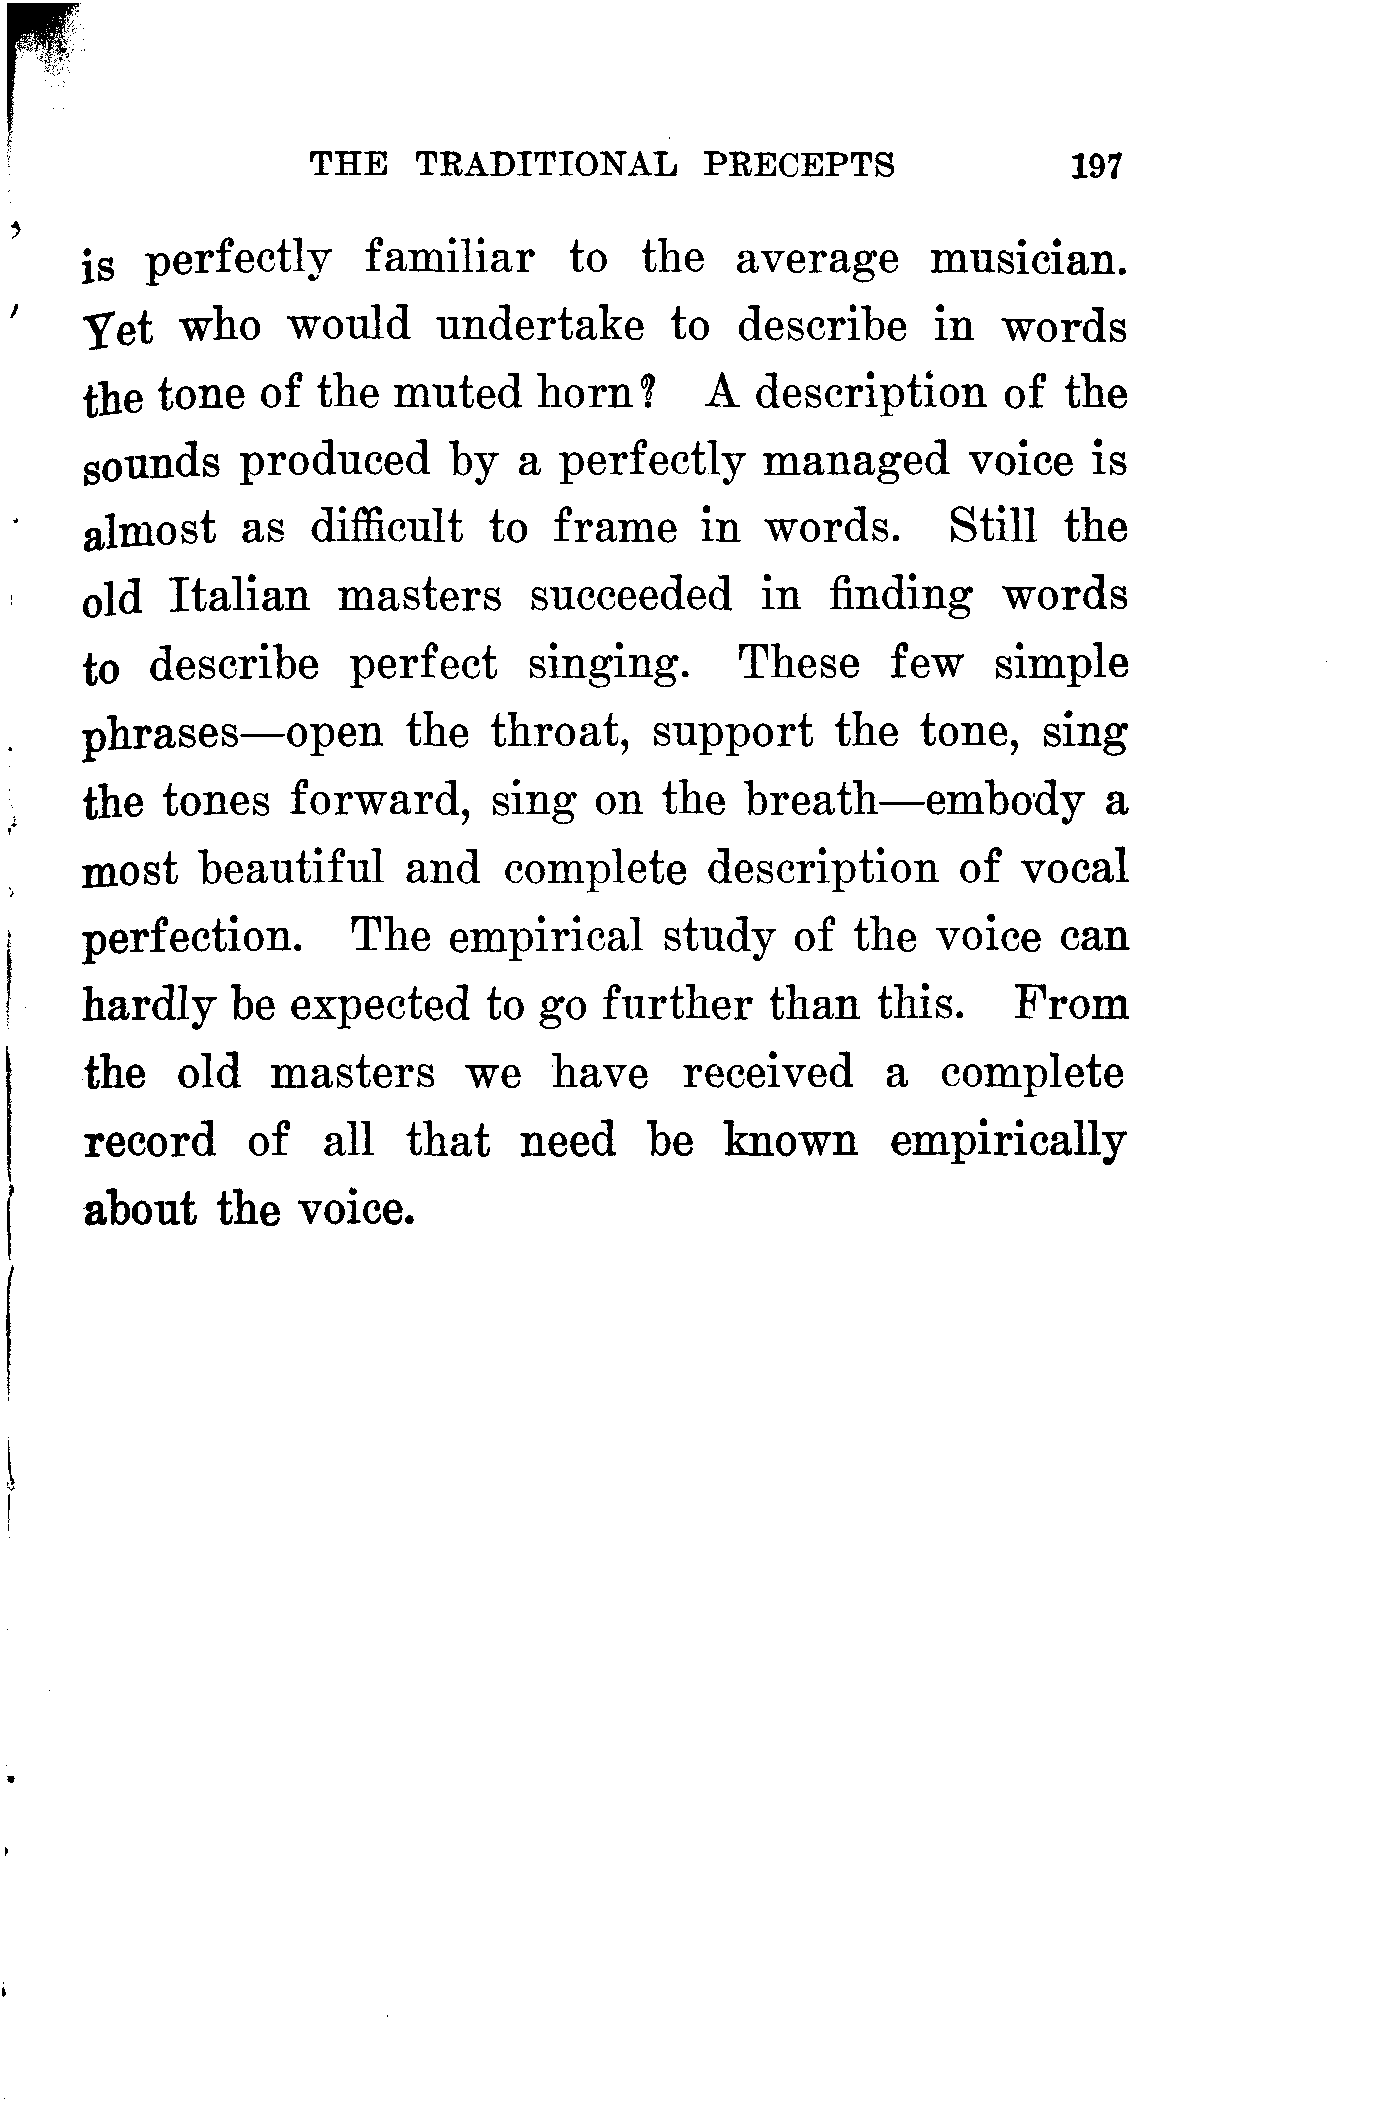 THE TRADITIONAL PRECEPTS 197
is perfectly familiar to the average musician.
Yet who would undertake to describe in words
the tone of the muted horn? A description of the
sounds produced by a perfectly managed voice is
almost as difficult to frame in words. Still the
old Italian masters succeeded in finding words
to describe perfect singing. These few simple
phrases—open the throat, support the tone, sing
the tones forward, sing on the breath—embody a
most beautiful and complete description of vocal
perfection. The empirical study of the voice can
hardly be expected to go further than this. From
the old masters we have received a complete
record of all that need be known empirically
about the voice.